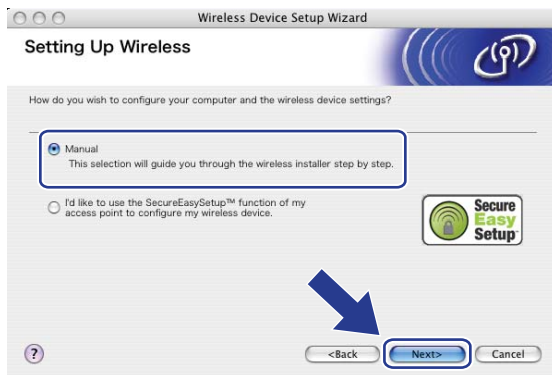 Wireless Device Setup Wizard
Setting Up Wireless
How do you wish to configure your computer and the wireless device settings?
Manual
This selection will guide you through the wireless installer step by step.
I'd like to use the SecureEasySetup™ function of my
access point to configure my wireless device.
Secure
Easy
Setup
?
<Back
Next>
Cancel